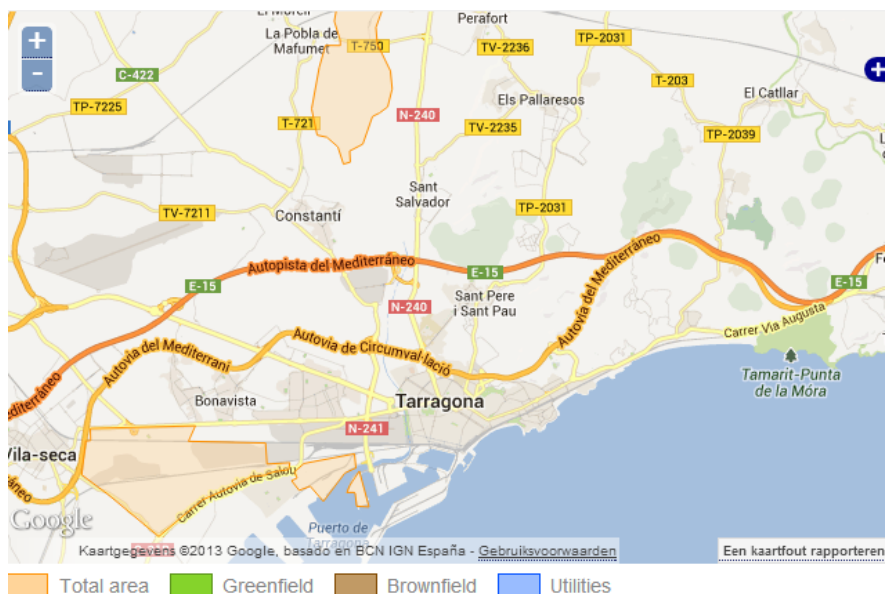 El Morell
Perafort
La Pobla de
Mafumet
T-750
TP-2031
TV-2236
C-422
T-203
+
-
+
TP-7225
Els Pallaresos
El Catllar
T-721
N-240
TV-2235
TP-2039
Sant
Salvador
TV-7211
Constantí
TP-2031
Autopista del Mediterráneo
E-15
E-15
E-15
N-240
Sant Pere
i Sant Pau
Autovía del Mediterráneo
Carrer Via Augusta
Autovia del Mediterrani
Autovia de Circumval·lació
Tamarit-Punta
de la Móra
editerráneo
Bonavista
Tarragona
N-241
Vila-seca
Carrer Autovia de Salou
Google
Puerto de
Tarragona
Kaartgegevens ©2013 Google, basado en BCN IGN España - Gebruiksvoorwaarden
Een kaartfout rapporteren
Total area
Greenfield
Brownfield
Utilities